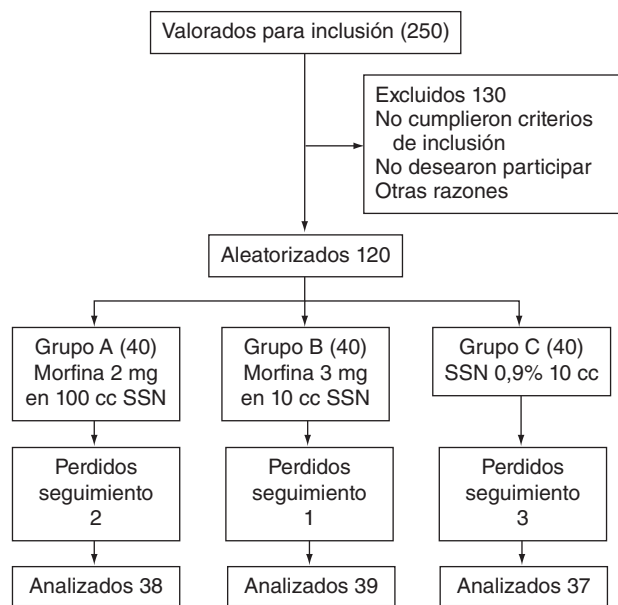 Valorados para inclusión (250)
Excluidos 130
No cumplieron criterios
de inclusión
No desearon participar
Otras razones
Aleatorizados 120
Grupo A (40)
Morfina 2 mg
en 100 cc SSN
Grupo B (40)
Morfina 3 mg
en 10 cc SSN
Grupo C (40)
SSN 0,9% 10 cc
Perdidos
seguimiento
2
Perdidos
seguimiento
1
Perdidos
seguimiento
3
Analizados 38
Analizados 39
Analizados 37